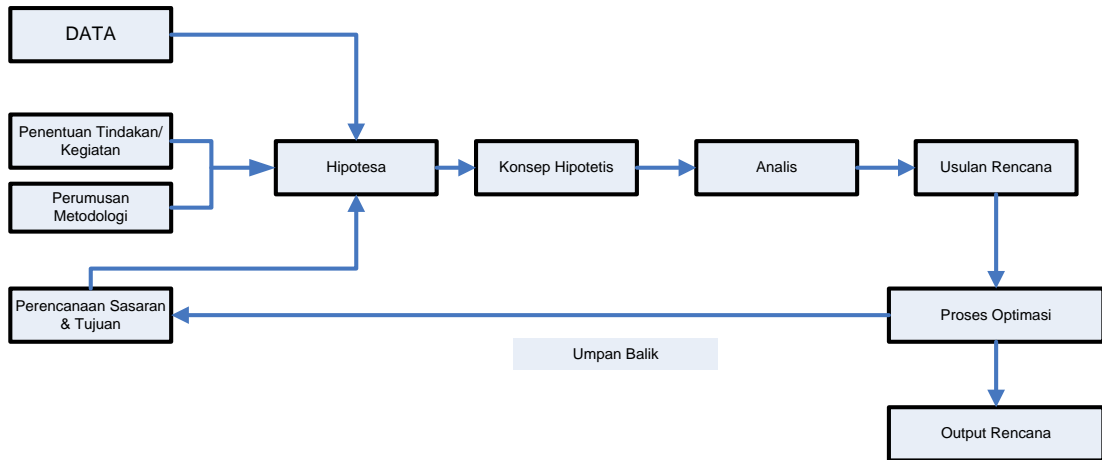 DATA
Penentuan Tindakan/
Kegiatan
Perumusan
Metodologi
Hipotesa
Konsep Hipotetis
Analis
Usulan Rencana
Perencanaan Sasaran
& Tujuan
Proses Optimasi
Umpan Balik
Output Rencana